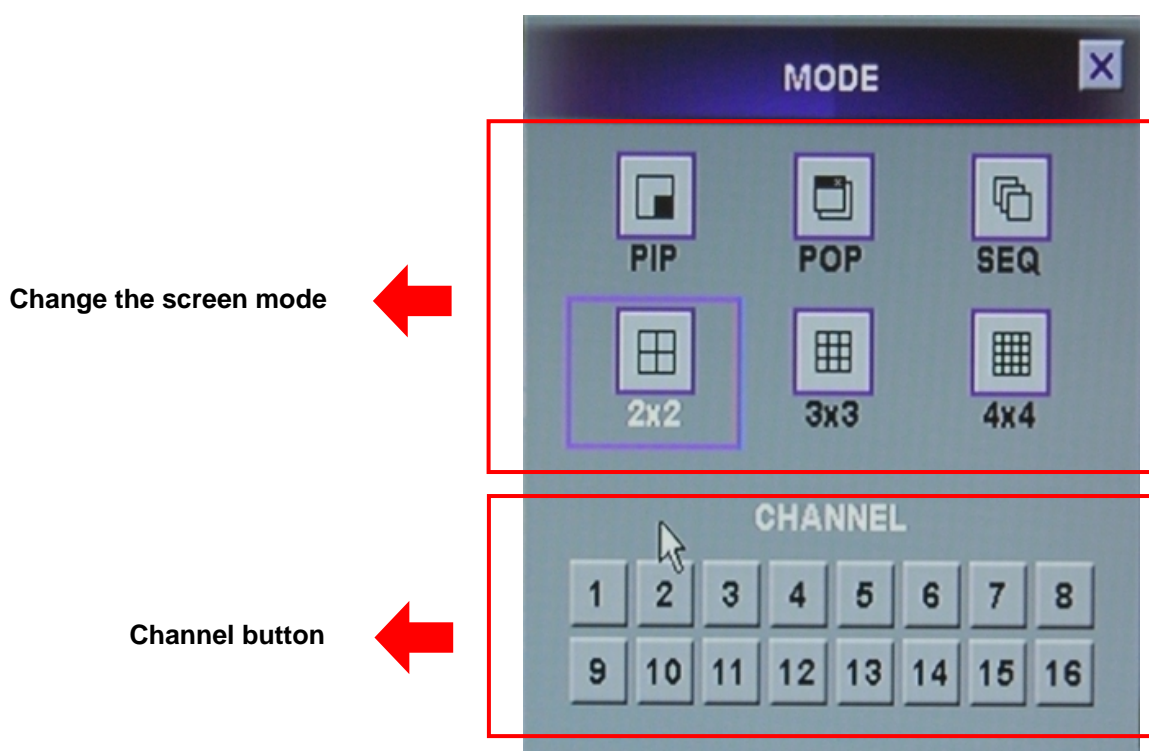 MODE
X
PIP POP SEQ
Change the screen mode
2x2 3x3 4x4
CHANNEL
1 2 3 4 5 6 7 8
Channel button
9 10 11 12 13 14 15 16